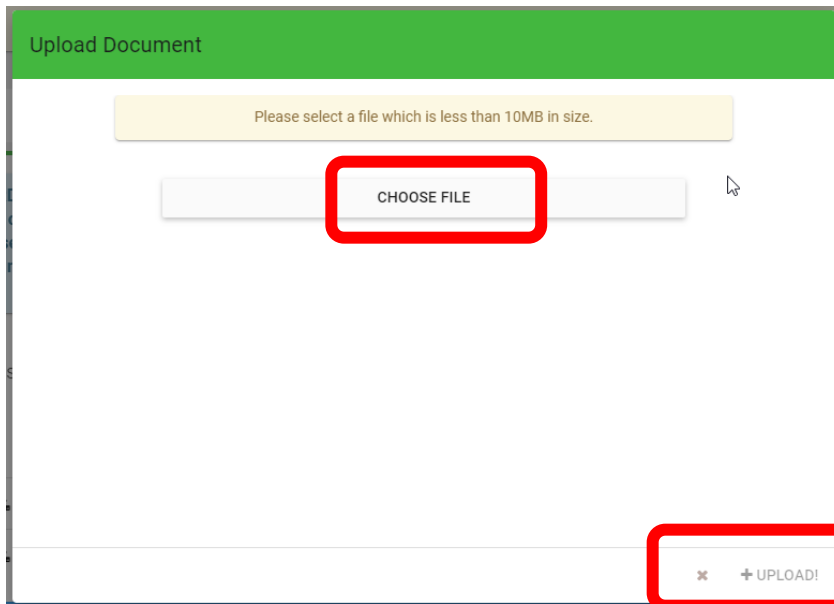 Upload Document
Please select a file which is less than 10MB in size.
CHOOSE FILE
✖ +UPLOAD!